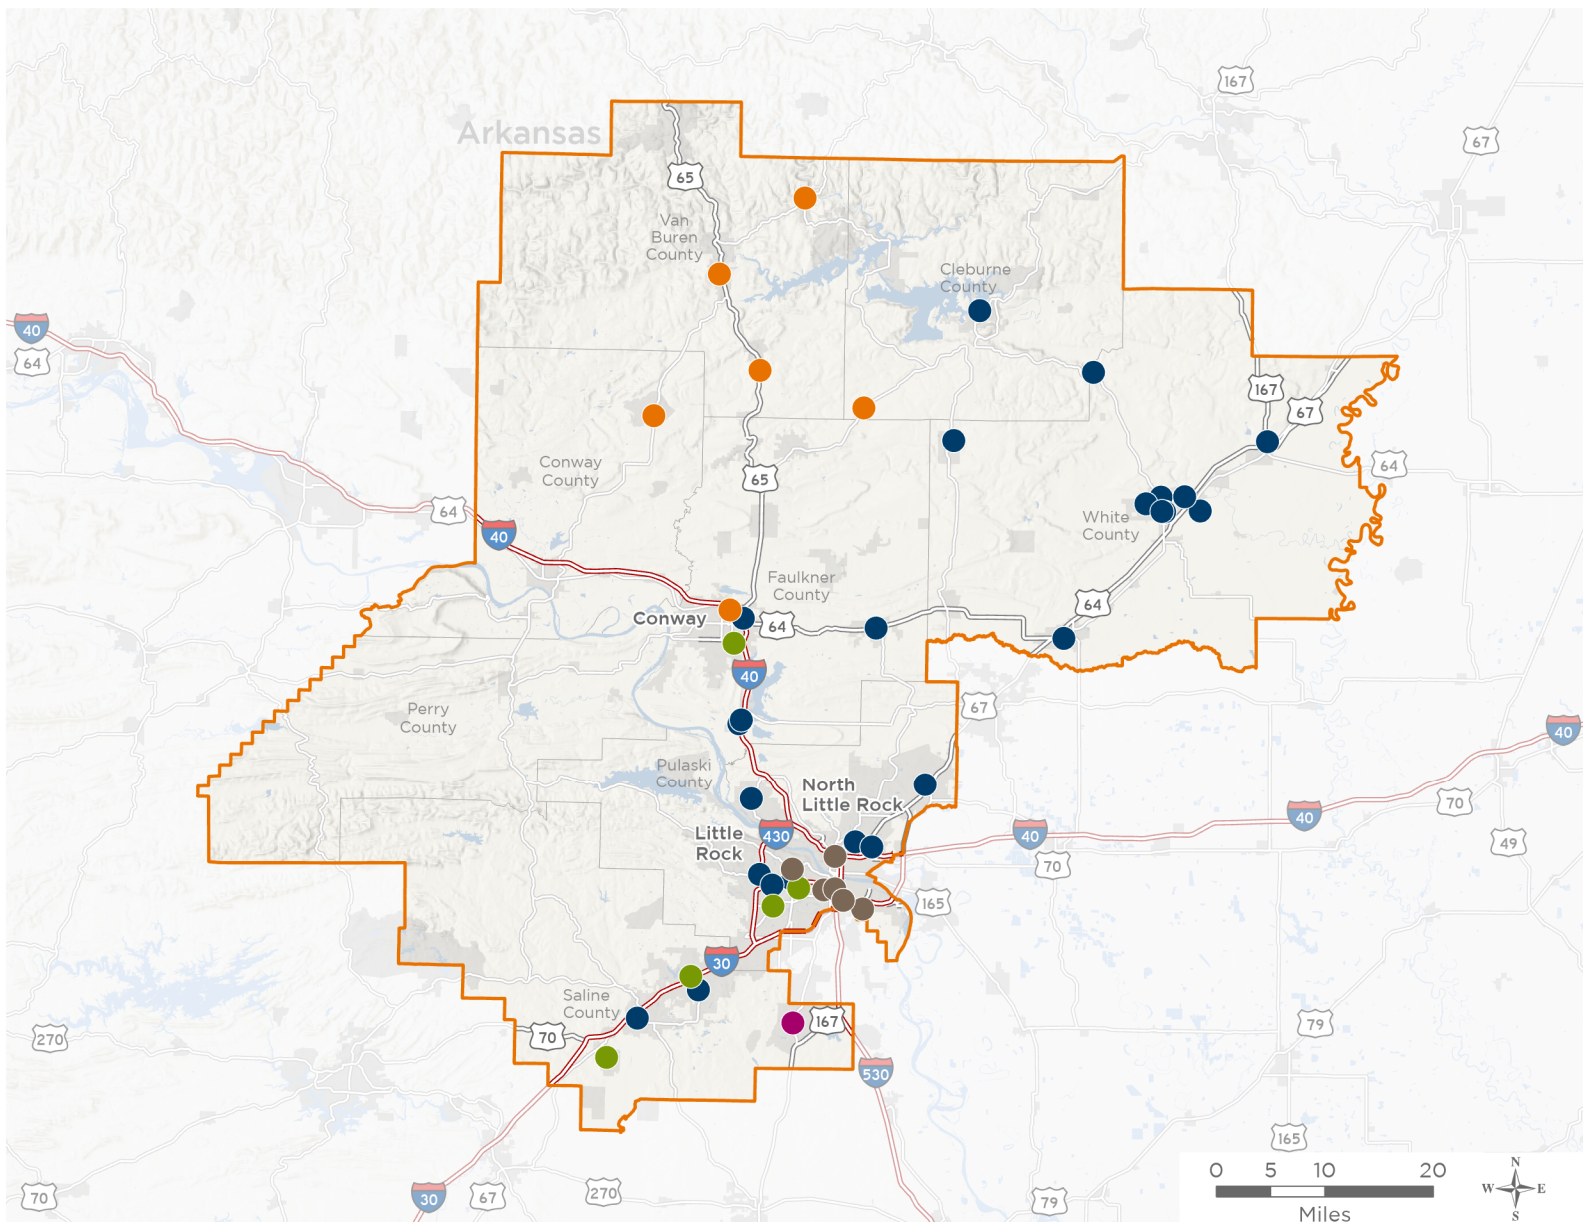 167
67
Arkansas
65
Van
Buren
County
Cleburne
County
40
64
167
67
Conway
County
65
64
64
40
White
County
Faulkner
County
64
Conway
64
40
Perry
County
67
40
Pulaski
County
North
Little Rock
70
40
430
Little
Rock
40
49
70
165
30
Saline
County
167
79
270
70
530
165
70
30
67
270
79
0 5 10 20
Miles
N
W E
S